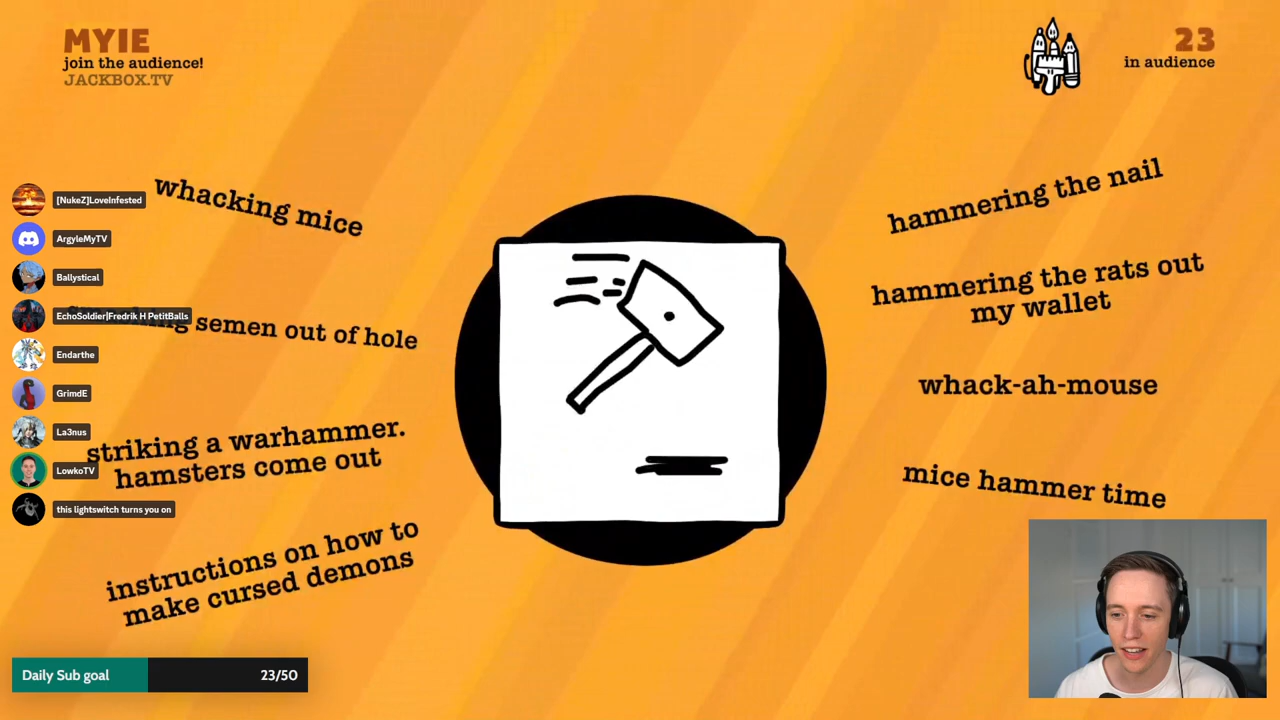 MYIE
join the audience!
JACKBOX.TV
23
in audience
whacking mice
[NukeZ]LoveInfested
ArgyleMyTV
Ballystical
EchoSoldier|Fredrik H PetitBalls
semen out of hole
Endarthe
GrimdE
La3nus
striking a warhammer.
hamsters come out
LowkoTV
this lightswitch turns you on
instructions on how to
make cursed demons
hammering the nail
hammering the rats out
my wallet
whack-ah-mouse
mice hammer time
Daily Sub goal
23/50